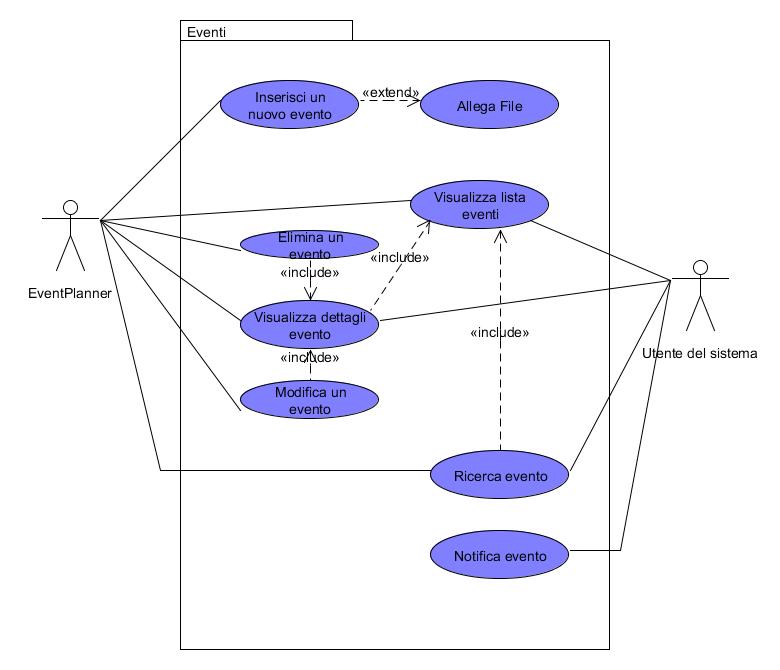 Eventi
Inserisci un
nuovo evento
«extend»
Allega File
Visualizza lista
eventi
Elimina un
evento
«include»
«include»
EventPlanner
Visualizza dettagli
evento
«include»
«include»
Utente del sistema
Modifica un
evento
Ricerca evento
Notifica evento